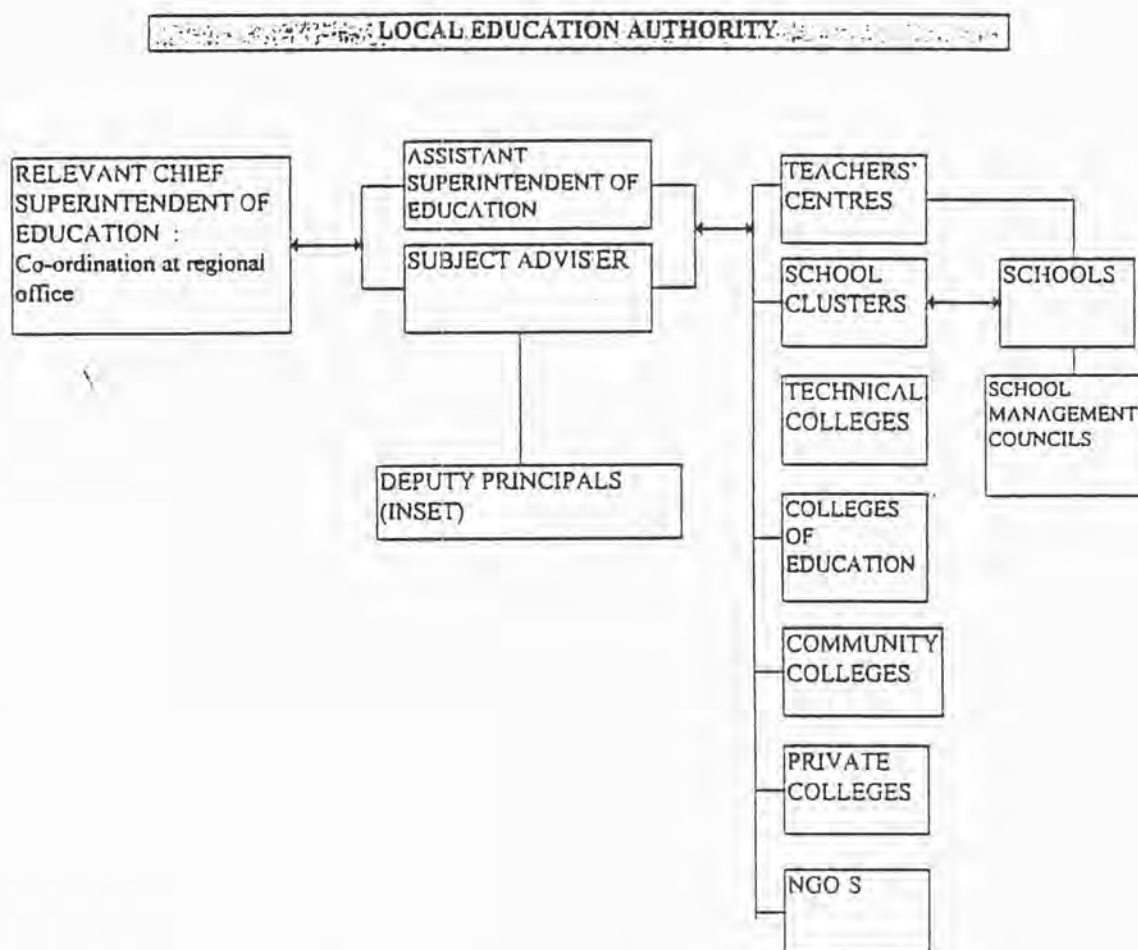 LOCAL EDUCATION AUTHORITY
RELEVANT CHIEF
SUPERINTENDENT OF
EDUCATION :
Co-ordination at regional
office
ASSISTANT
SUPERINTENDENT OF
EDUCATION
SUBJECT ADVISER
DEPUTY PRINCIPALS
(INSET)
TEACHERS'
CENTRES
SCHOOL
CLUSTERS
TECHNICAL
COLLEGES
COLLEGES
OF
EDUCATION
COMMUNITY
COLLEGES
PRIVATE
COLLEGES
NGO S
SCHOOLS
SCHOOL
MANAGEMENT
COUNCILS